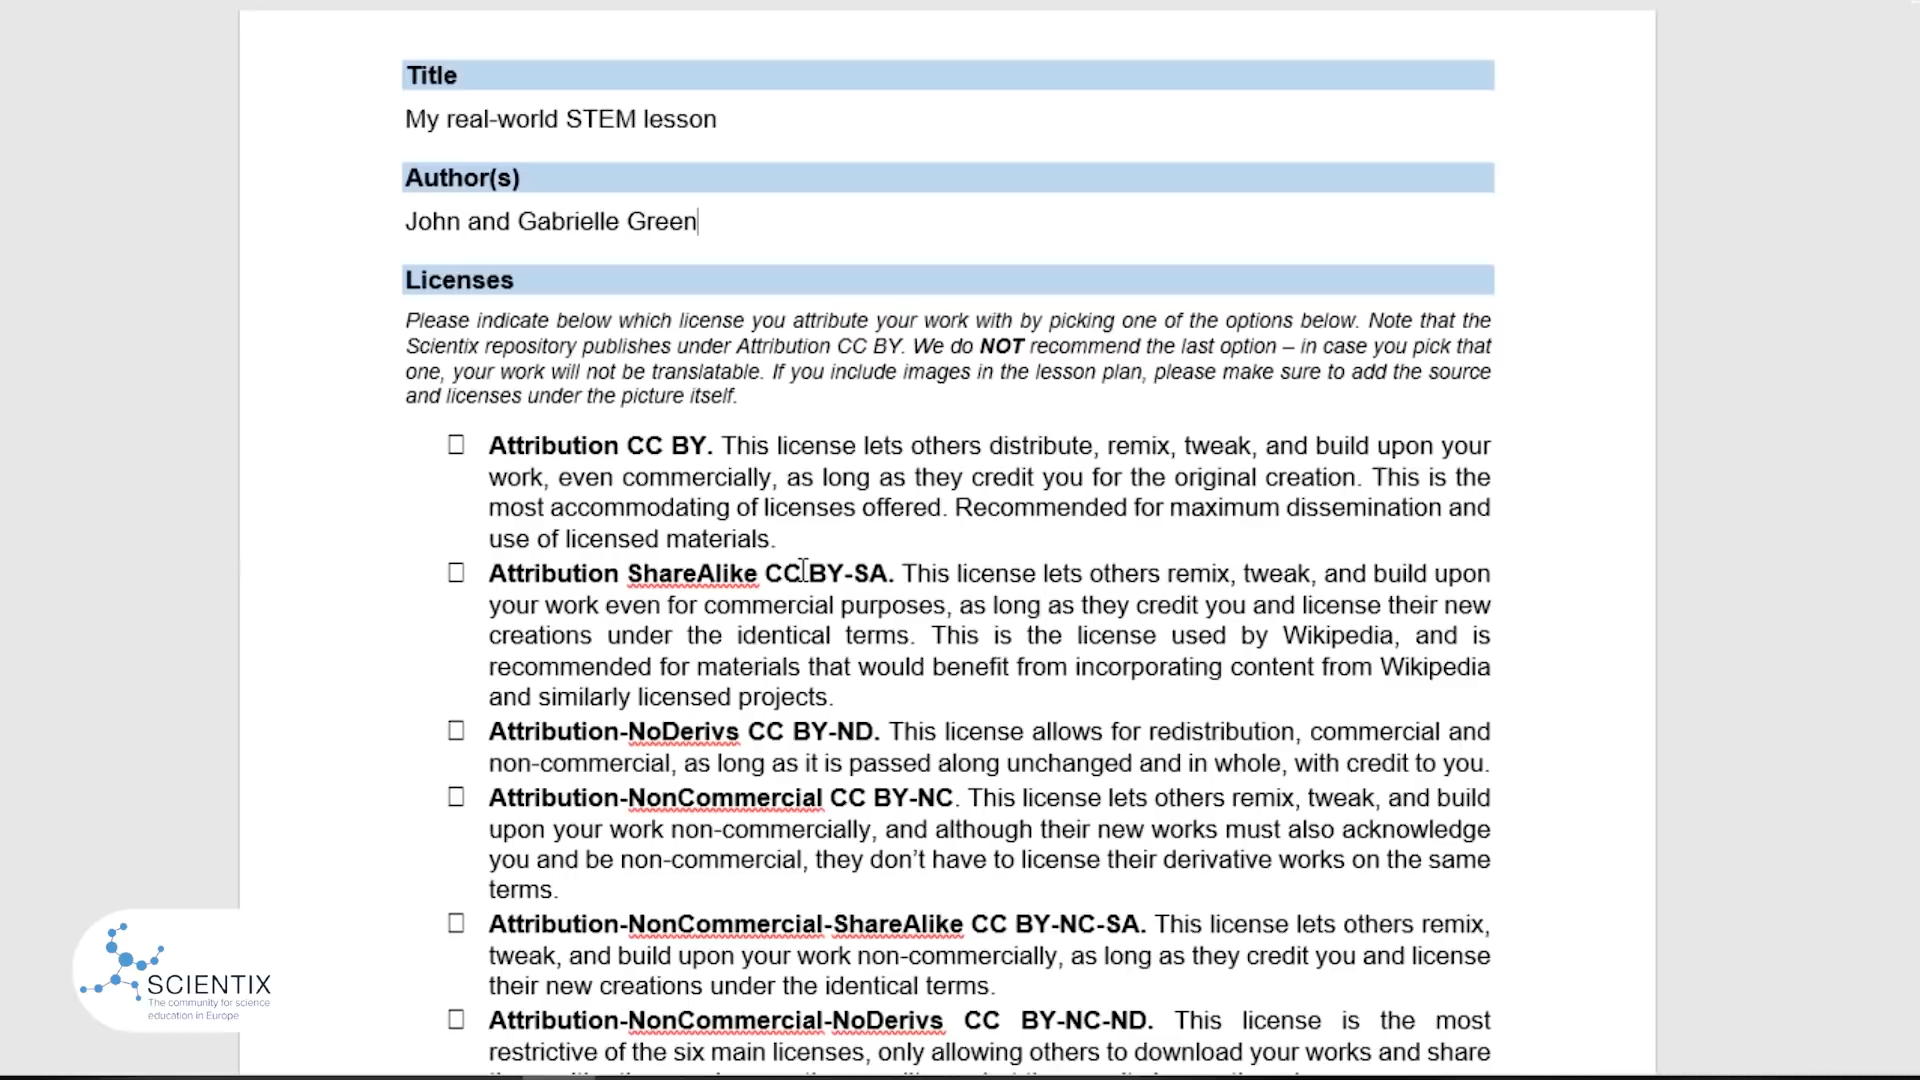 Title
My real-world STEM lesson
Author(s)
John and Gabrielle Green
Licenses
Please indicate below which license you attribute your work with by picking one of the options below. Note that the
Scientix repository publishes under Attribution CC BY. We do NOT recommend the last option – in case you pick that
one, your work will not be translatable. If you include images in the lesson plan, please make sure to add the source
and licenses under the picture itself.
Attribution CC BY. This license lets others distribute, remix, tweak, and build upon your
work, even commercially, as long as they credit you for the original creation. This is the
most accommodating of licenses offered. Recommended for maximum dissemination and
use of licensed materials.
Attribution ShareAlike CC BY-SA. This license lets others remix, tweak, and build upon
your work even for commercial purposes, as long as they credit you and license their new
creations under the identical terms. This is the license used by Wikipedia, and is
recommended for materials that would benefit from incorporating content from Wikipedia
and similarly licensed projects.
Attribution-NoDerivs CC BY-ND. This license allows for redistribution, commercial and
non-commercial, as long as it is passed along unchanged and in whole, with credit to you.
Attribution-NonCommercial CC BY-NC. This license lets others remix, tweak, and build
upon your work non-commercially, and although their new works must also acknowledge
you and be non-commercial, they don’t have to license their derivative works on the same
terms.
Attribution-NonCommercial-ShareAlike CC BY-NC-SA. This license lets others remix,
tweak, and build upon your work non-commercially, as long as they credit you and license
their new creations under the identical terms.
Attribution-NonCommercial-NoDerivs CC BY-NC-ND. This license is the most
restrictive of the six main licenses, only allowing others to download your works and share
SCIENTIX
The community for science
education in Europe